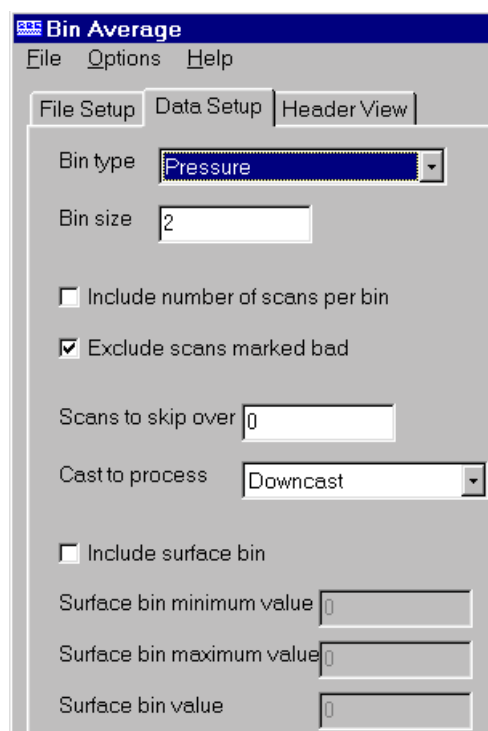 SBE Bin Average
File Options Help
File Setup Data Setup Header View
Bin type Pressure
Bin size 2
Include number of scans per bin
Exclude scans marked bad
Scans to skip over 0
Cast to process Downcast
Include surface bin
Surface bin minimum value 0
Surface bin maximum value 0
Surface bin value 0